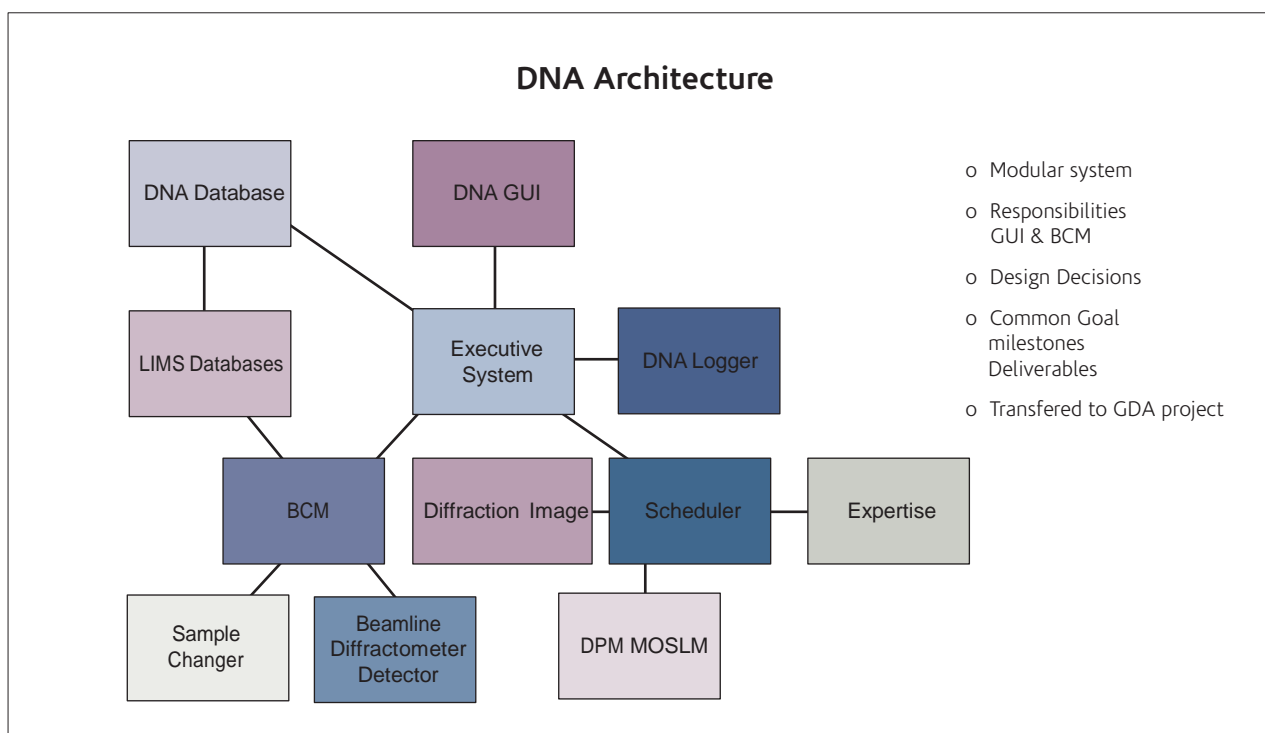 DNA Architecture
DNA Database
DNA GUI
LIMS Databases
Executive
System
DNA Logger
BCM
Diffraction Image
Scheduler
Expertise
Sample
Changer
Beamline
Diffractometer
Detector
DPM MOSLM
o Modular system
o Responsibilities
GUI & BCM
o Design Decisions
o Common Goal
milestones
Deliverables
o Transfered to GDA project